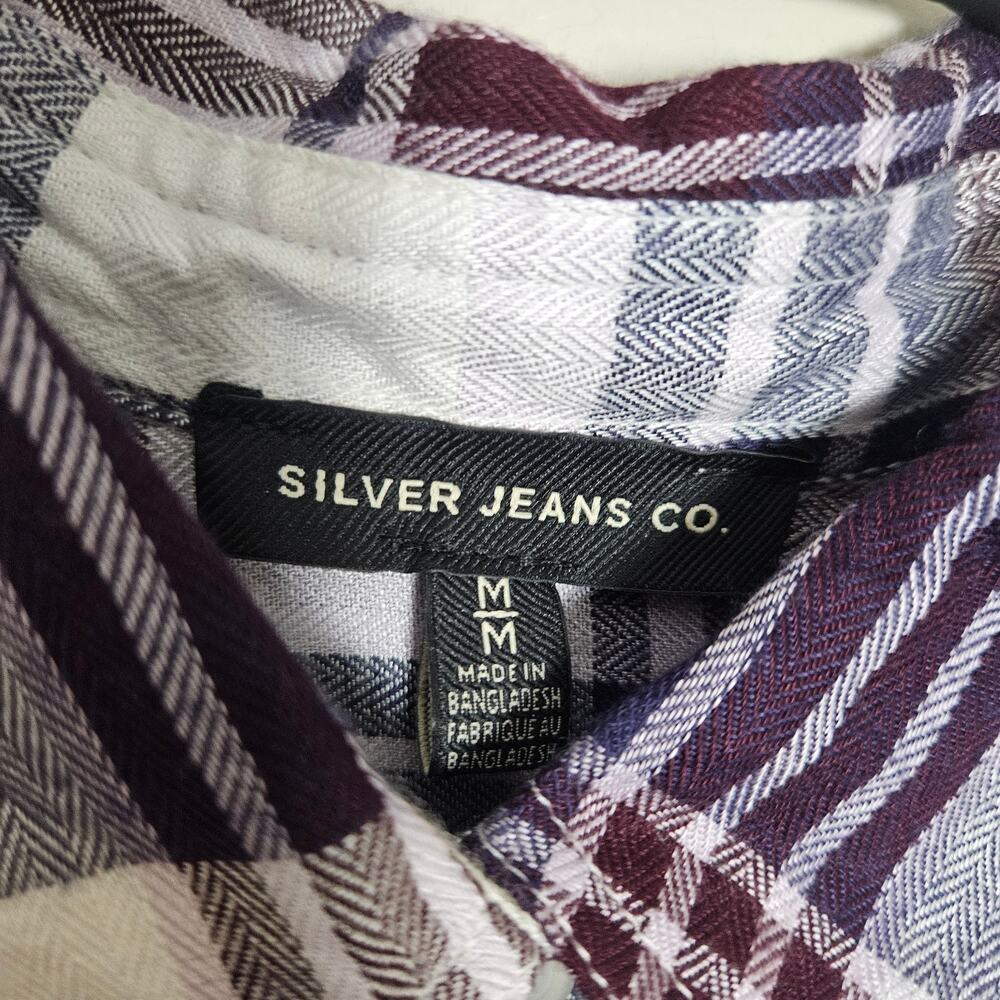 SILVER JEANS CO.
M
M
MADE IN
BANGLADESH
FABRIQUE AU
BANGLADESH